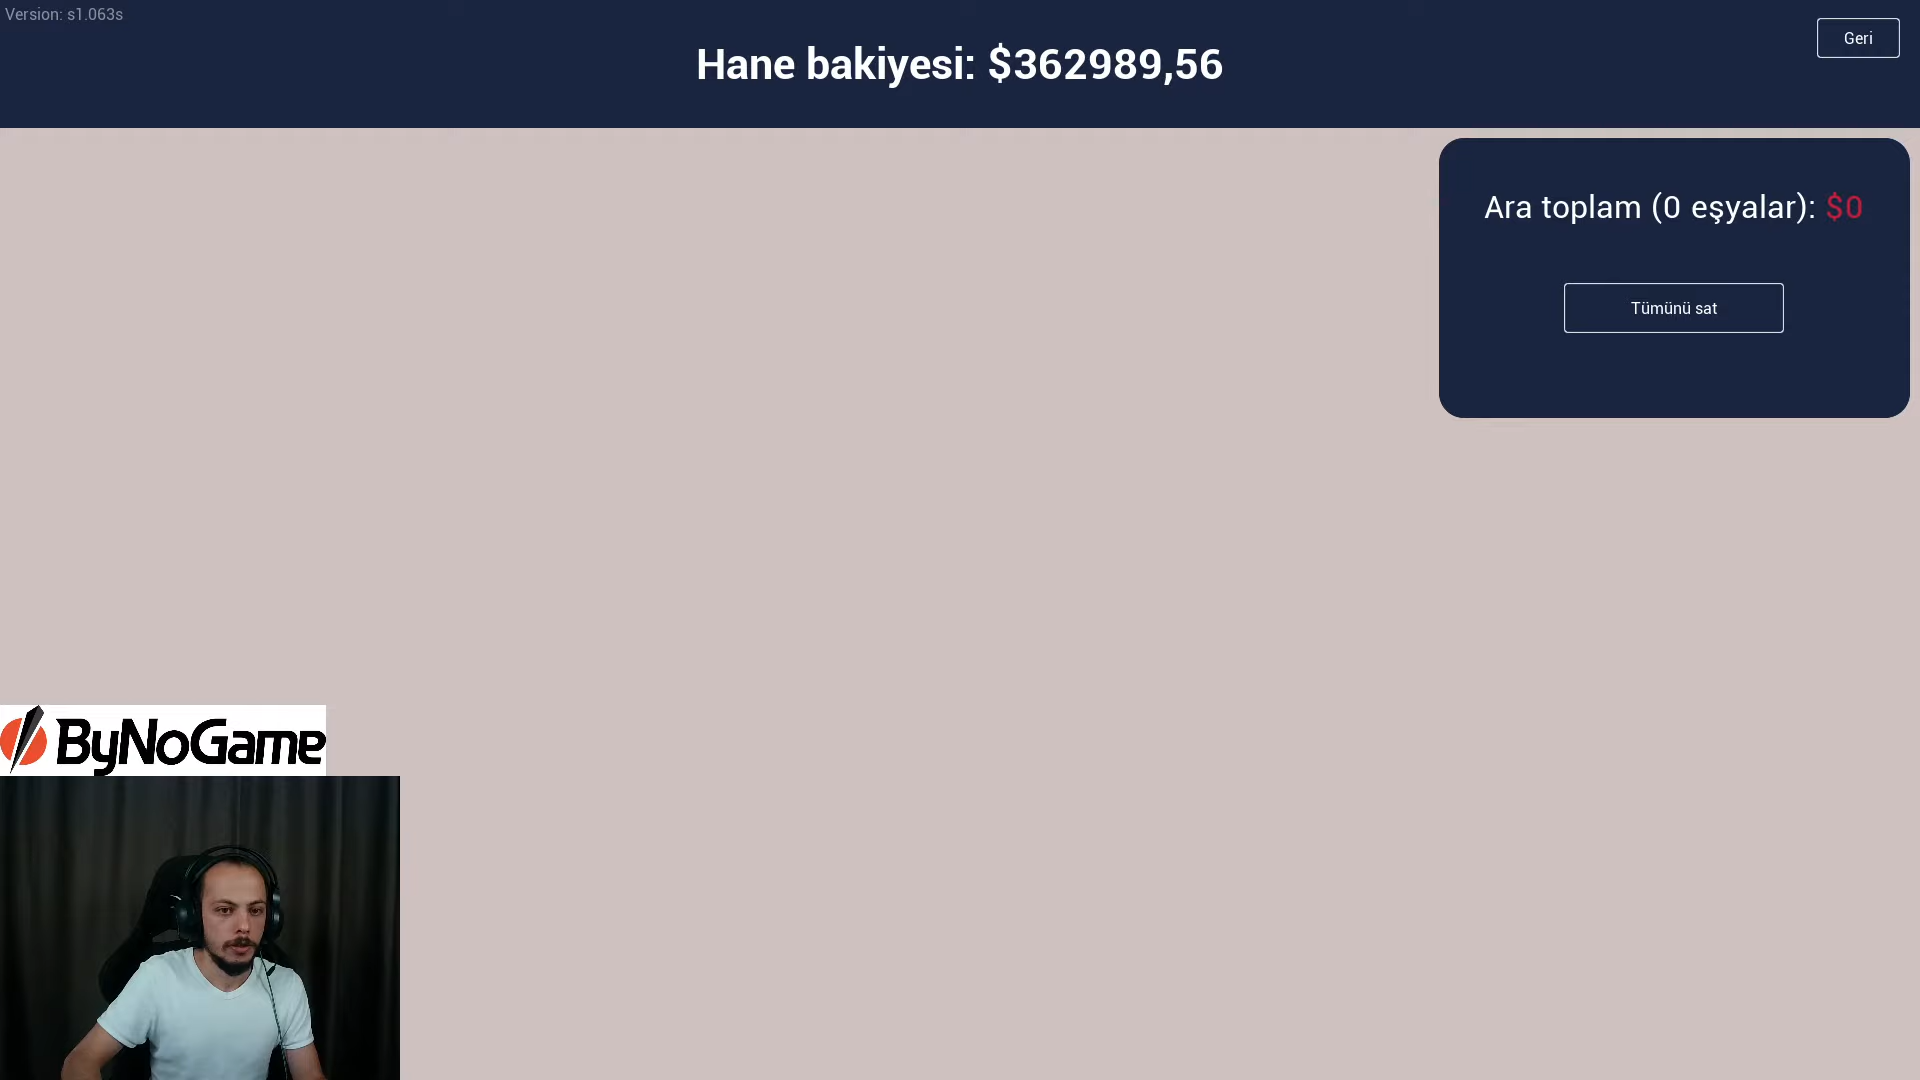 Version: s1.063s
Geri
Hane bakiyesi: $362989,56
Ara toplam (0 eşyalar): $0
Tümünü sat
ByNoGame